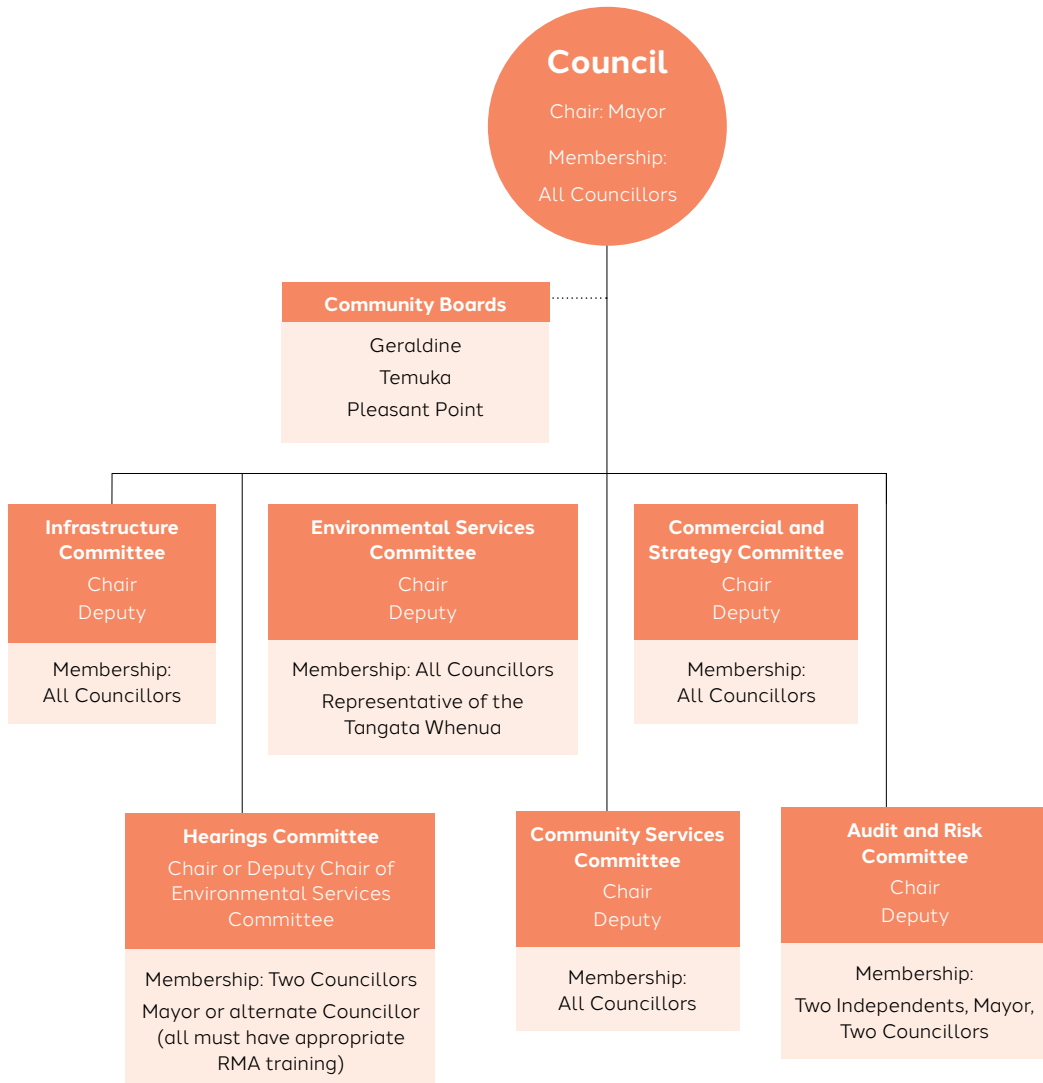 Council
Chair: Mayor
Membership:
All Councillors
Community Boards
Geraldine
Temuka
Pleasant Point
Infrastructure
Committee
Chair
Deputy
Membership:
All Councillors
Environmental Services
Committee
Chair
Deputy
Membership: All Councillors
Representative of the
Tangata Whenua
Commercial and
Strategy Committee
Chair
Deputy
Membership:
All Councillors
Hearings Committee
Chair or Deputy Chair of
Environmental Services
Committee
Membership: Two Councillors
Mayor or alternate Councillor
(all must have appropriate
RMA training)
Community Services
Committee
Chair
Deputy
Membership:
All Councillors
Audit and Risk
Committee
Chair
Deputy
Membership:
Two Independents, Mayor,
Two Councillors